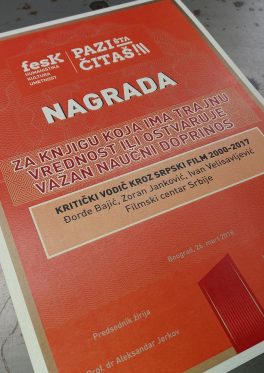 fesK
HUMANISTIKA
KULTURA
UMETNOST
PAZI ŠTA
ČITAŠ!!!
NAGRADA
ZA KNJIGU KOJA IMA TRAJNU
VREDNOST ILI OSTVARUJE
VAŽAN NAUČNI DOPRINOS
KRITIČKI VODIČ KROZ SRPSKI FILM 2000-2017
Đorđe Bajić, Zoran Janković, Ivan Velisavljević
Filmski centar Srbije
Beograd, 26. mart 2018
Predsednik žirija
Prof. dr Aleksandar Jerkov